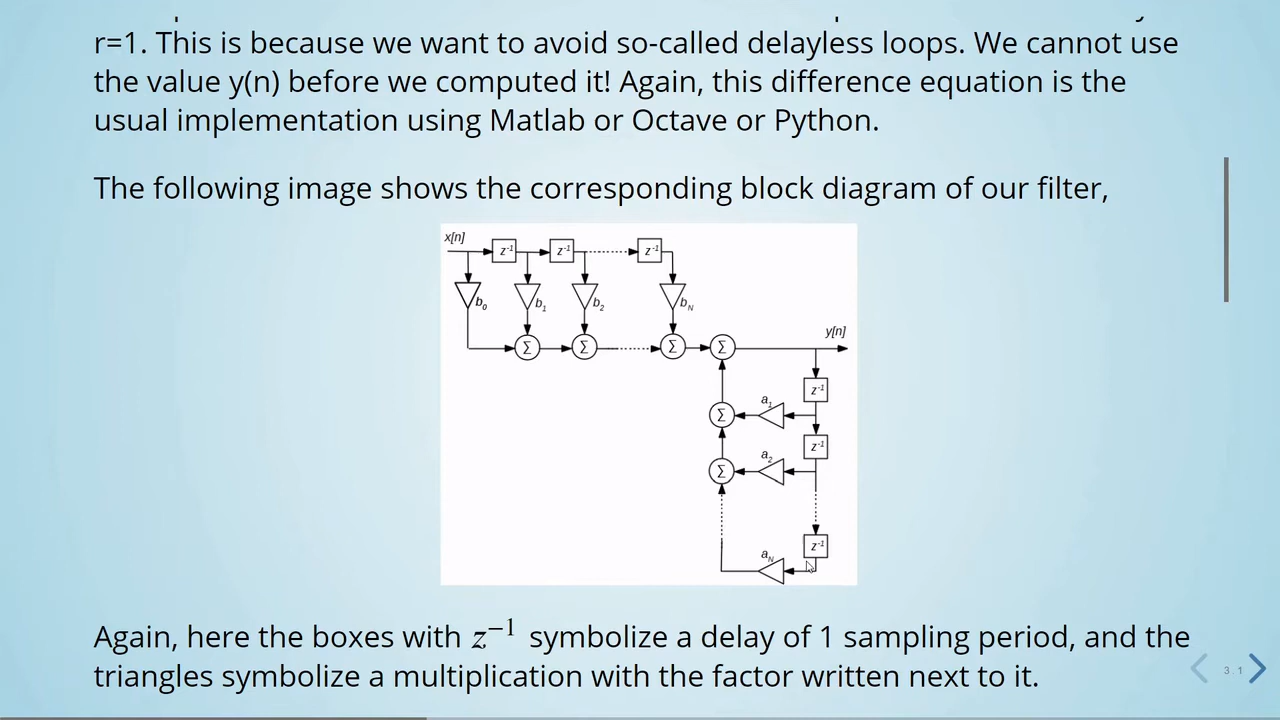 r=1. This is because we want to avoid so-called delayless loops. We cannot use
the value y(n) before we computed it! Again, this difference equation is the
usual implementation using Matlab or Octave or Python.
The following image shows the corresponding block diagram of our filter,
x[n]
z⁻¹ z⁻¹ z⁻¹
b₀ b₁ b₂ b_N
Σ Σ Σ Σ
y[n]
z⁻¹
a₁
Σ
z⁻¹
a₂
Σ
z⁻¹
a_N
Again, here the boxes with z⁻¹ symbolize a delay of 1 sampling period, and the
triangles symbolize a multiplication with the factor written next to it.
3.1